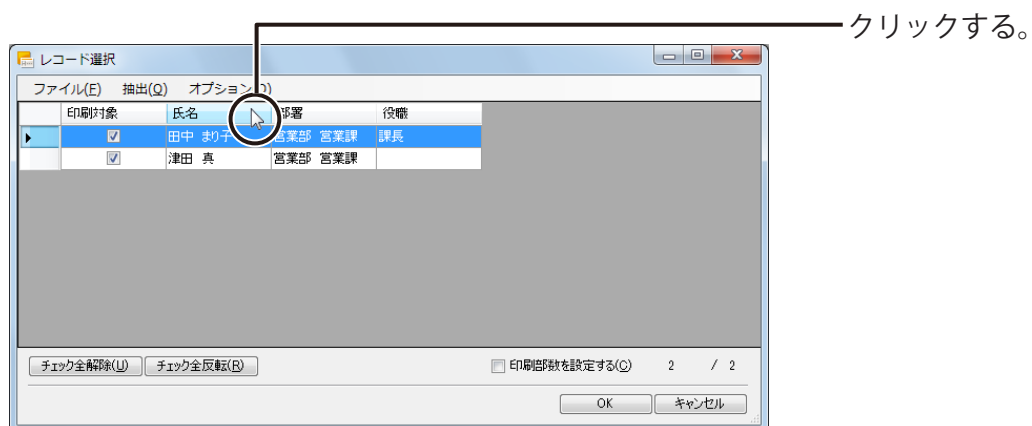 クリックする。
レコード選択
ファイル(F) 抽出(Q) オプション(O)
印刷対象 氏名 部署 役職
田中 まり子 営業部 営業課 課長
津田 真 営業部 営業課
チェック全解除(U) チェック全反転(R) 印刷部数を設定する(C) 2 / 2
OK キャンセル